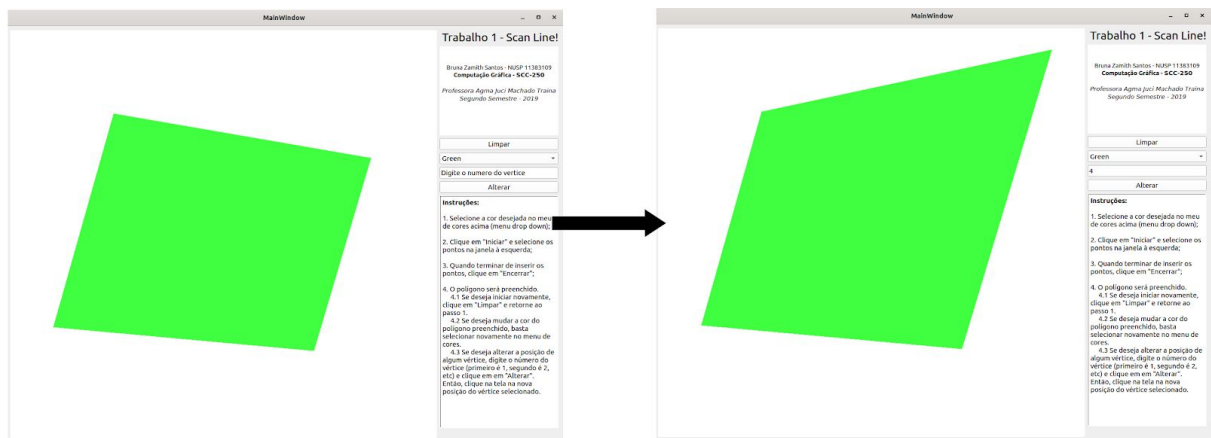 MainWindow
Trabalho 1 - Scan Line!
Bruna Zamith Santos - NUSP 11383109
Computação Gráfica - SCC-250
Professora Agma Juci Machado Traina
Segundo Semestre - 2019
Limpar
Green
Digite o numero do vertice
Alterar
Instruções:
1. Selecione a cor desejada no meu
de cores acima (menu drop down);
2. Clique em "Iniciar" e selecione os
pontos na janela à esquerda;
3. Quando terminar de inserir os
pontos, clique em "Encerrar";
4. O polígono será preenchido.
4.1 Se deseja iniciar novamente,
clique em "Limpar" e retorne ao
passo 1.
4.2 Se deseja mudar a cor do
polígono preenchido, basta
selecionar novamente no menu de
cores.
4.3 Se deseja alterar a posição de
algum vértice, digite o número do
vértice (primeiro é 1, segundo é 2,
etc) e clique em em "Alterar".
Então, clique na tela na nova
posição do vértice selecionado.
MainWindow
Trabalho 1 - Scan Line!
Bruna Zamith Santos - NUSP 11383109
Computação Gráfica - SCC-250
Professora Agma Juci Machado Traina
Segundo Semestre - 2019
Limpar
Green
4
Alterar
Instruções:
1. Selecione a cor desejada no meu
de cores acima (menu drop down);
2. Clique em "Iniciar" e selecione os
pontos na janela à esquerda;
3. Quando terminar de inserir os
pontos, clique em "Encerrar";
4. O polígono será preenchido.
4.1 Se deseja iniciar novamente,
clique em "Limpar" e retorne ao
passo 1.
4.2 Se deseja mudar a cor do
polígono preenchido, basta
selecionar novamente no menu de
cores.
4.3 Se deseja alterar a posição de
algum vértice, digite o número do
vértice (primeiro é 1, segundo é 2,
etc) e clique em em "Alterar".
Então, clique na tela na nova
posição do vértice selecionado.